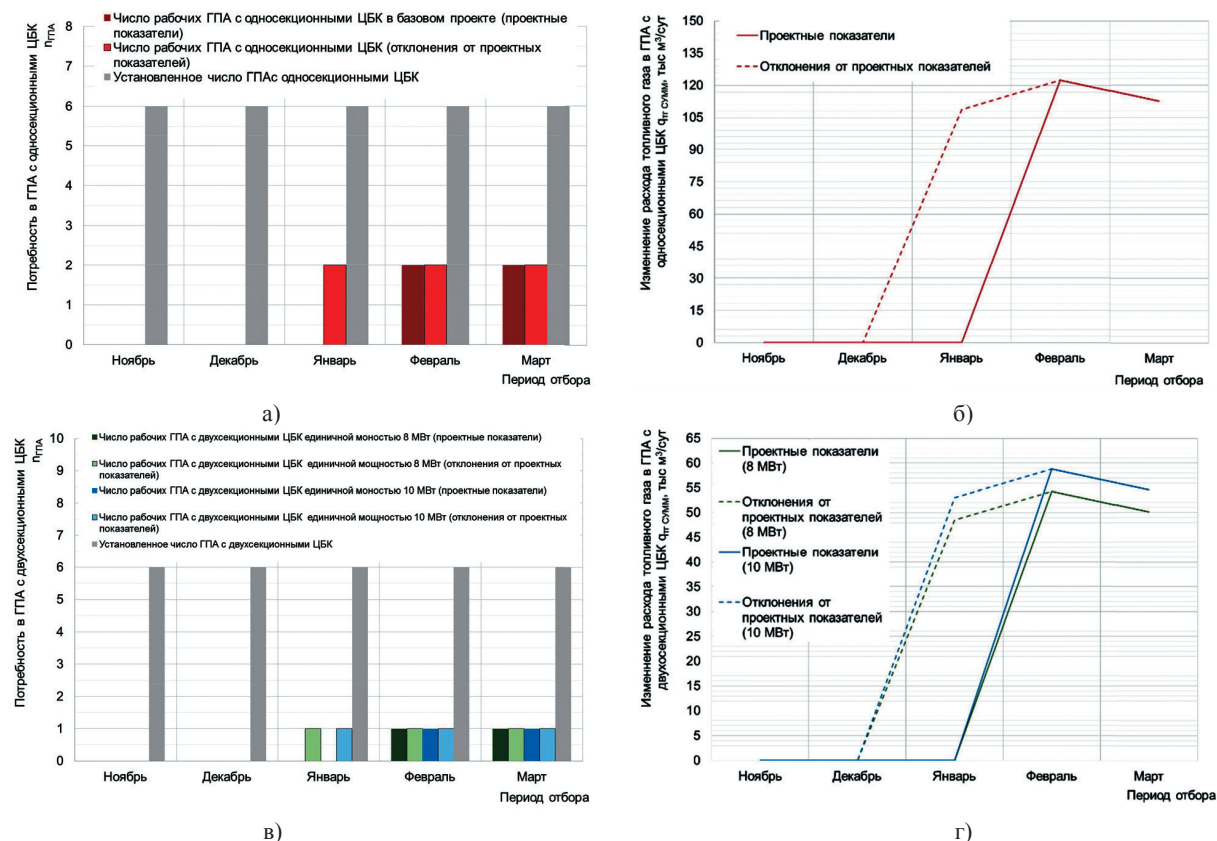 Потребность в ГПА с односекционными ЦБК
nГПА
8
7
6
5
4
3
2
1
0
Число рабочих ГПА с односекционными ЦБК в базовом проекте (проектные
показатели)
Число рабочих ГПА с односекционными ЦБК (отклонения от проектных
показателей)
Установленное число ГПАс односекционными ЦБК
Ноябрь Декабрь Январь Февраль Март
Период отбора
а)
Изменнение расхода топливного газа в ГПА с
односекционными ЦБК qтг сумм, тыс м³/сут
150
135
120
105
90
75
60
45
30
15
0
Проектные показатели
Отклонения от проектных показателей
Ноябрь Декабрь Январь Февраль Март
Период отбора
б)
Потребность в ГПА с двухсекционными ЦБК
nГПА
10
9
8
7
6
5
4
3
2
1
0
Число рабочих ГПА с двухсекционными ЦБК единичной моностью 8 МВт (проектные показатели)
Число рабочих ГПА с двухсекционными ЦБК единичной мощностью 8 МВт (отклонения от проектных
показателей)
Число рабочих ГПА с двухсекционными ЦБК единичной моностью 10 МВт (проектные показатели)
Число рабочих ГПА с двухсекционными ЦБК единичной мощностью 10 МВт (отклонения от проектных
показателей)
Установленное число ГПА с двухсекционными ЦБК
Ноябрь Декабрь Январь Февраль Март
Период отбора
в)
Изменнение расхода топливного газа в ГПА с
двухосекционными ЦБК qтг сумм, тыс м³/сут
65
60
55
50
45
40
35
30
25
20
15
10
5
0
Проектные показатели
(8 МВт)
Отклонения от
проектных показателей
(8 МВт)
Проектные показатели
(10 МВт)
Отклонения от
проектных показателей
(10 МВт)
Ноябрь Декабрь Январь Февраль Март
Период отбора
г)